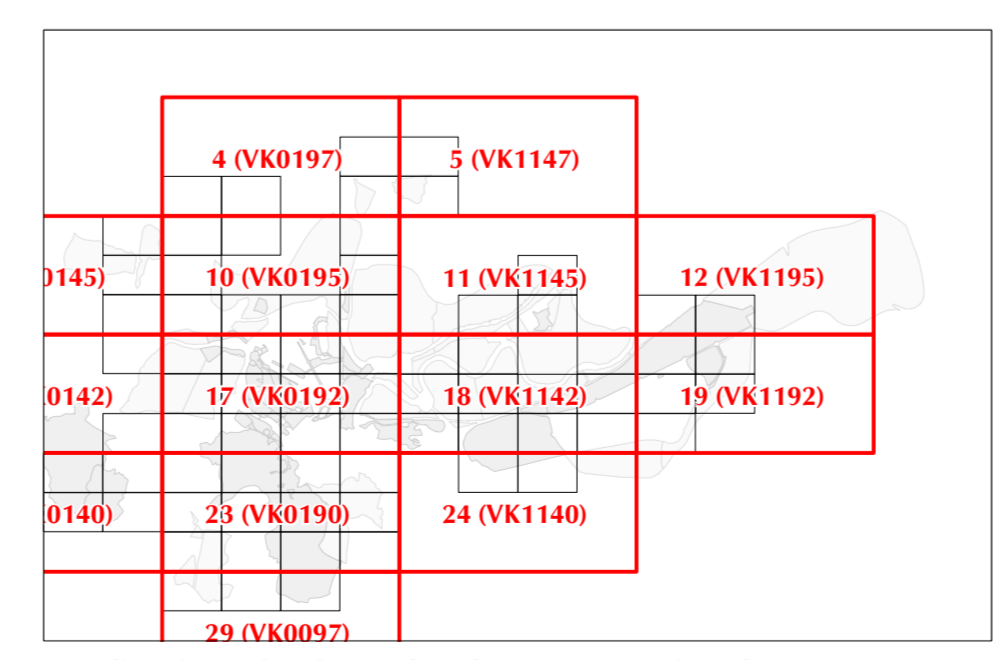 4 (VK0197)
5 (VK1147)
0145)
10 (VK0195)
11 (VK1145)
12 (VK1195)
0142)
17 (VK0192)
18 (VK1142)
19 (VK1192)
0140)
23 (VK0190)
24 (VK1140)
29 (VK0097)